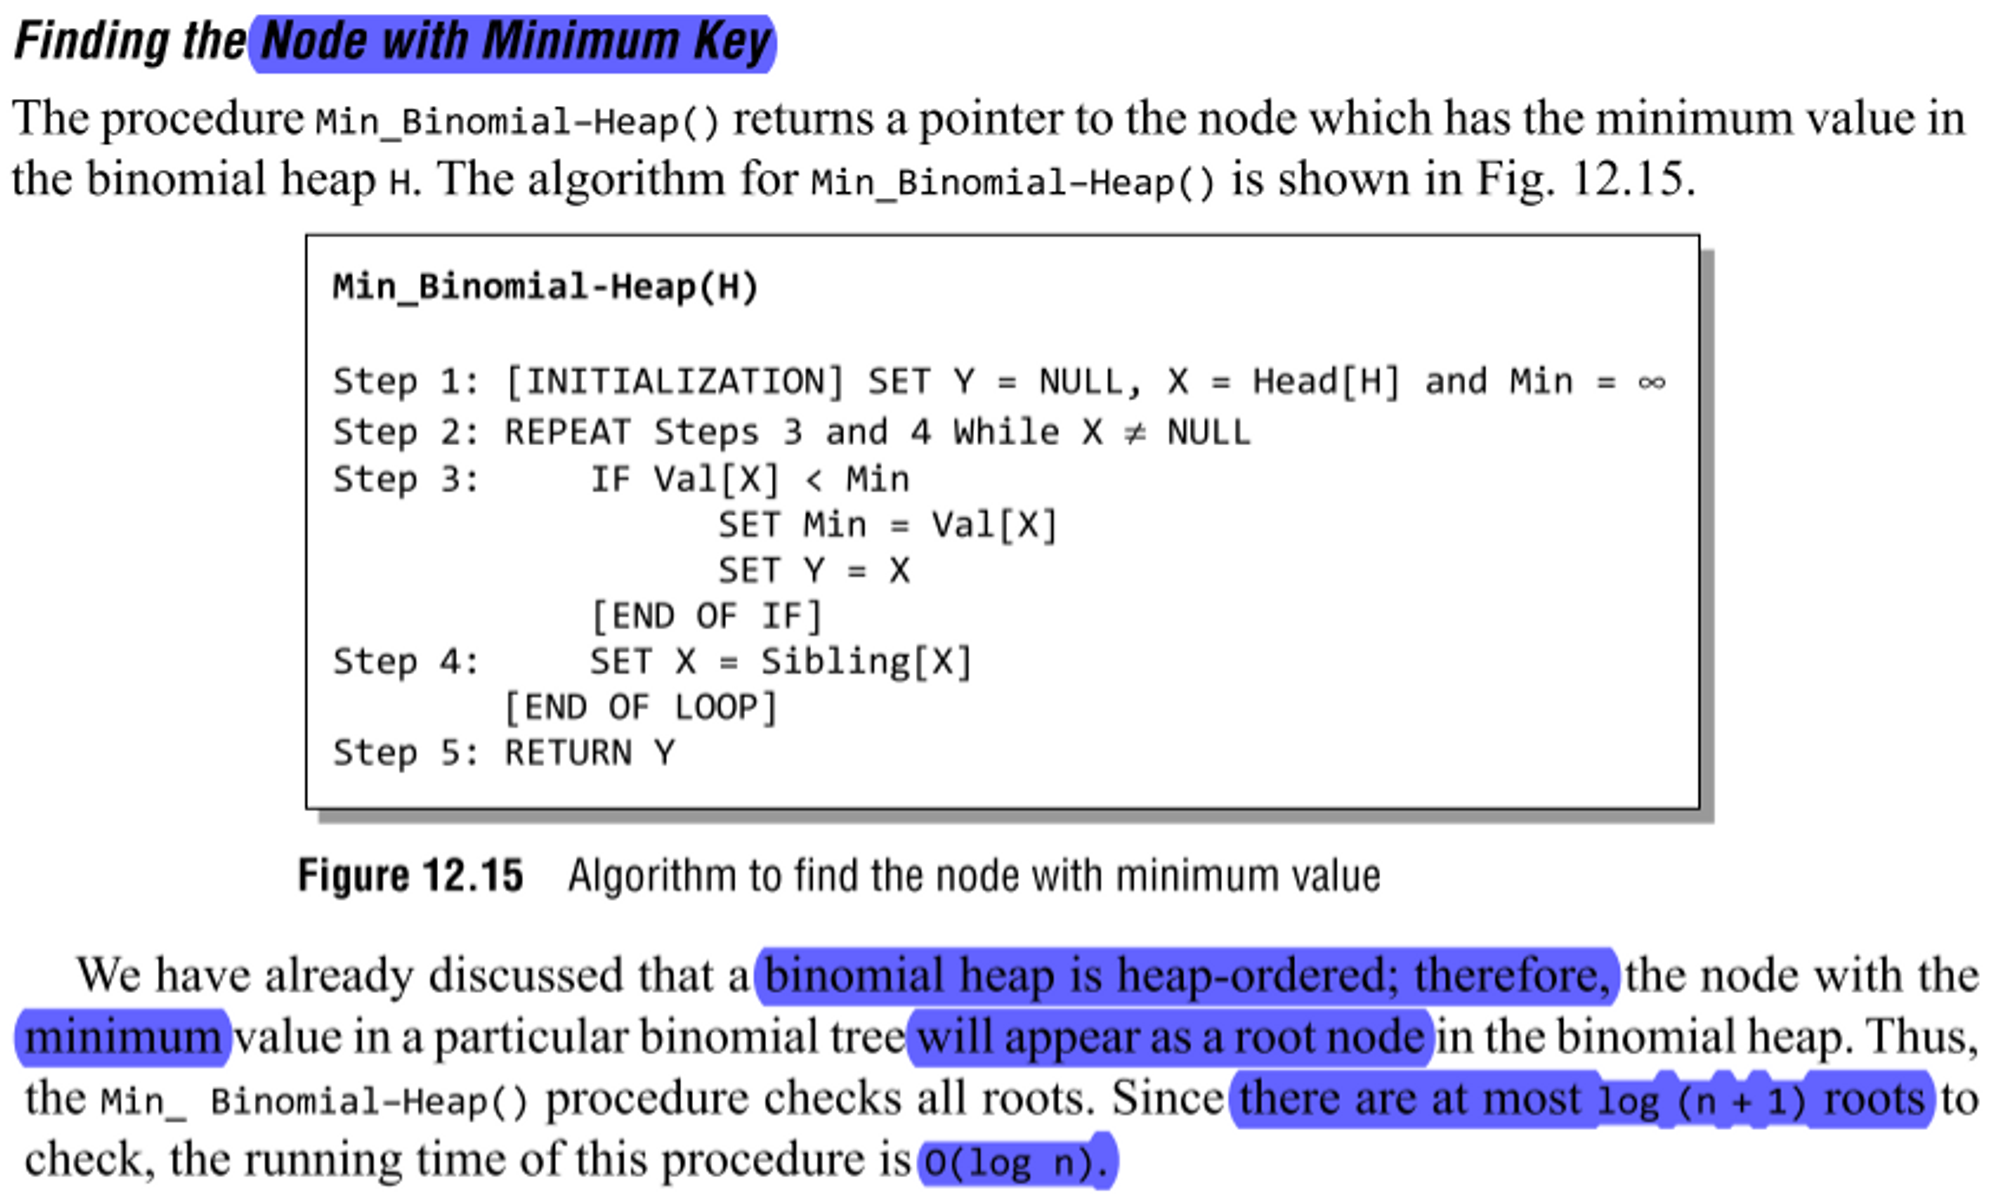 Finding the Node with Minimum Key
The procedure Min_Binomial-Heap() returns a pointer to the node which has the minimum value in
the binomial heap H. The algorithm for Min_Binomial-Heap() is shown in Fig. 12.15.
Min_Binomial-Heap(H)
Step 1: [INITIALIZATION] SET Y = NULL, X = Head[H] and Min = ∞
Step 2: REPEAT Steps 3 and 4 While X ≠ NULL
Step 3: IF Val[X] < Min
SET Min = Val[X]
SET Y = X
[END OF IF]
Step 4: SET X = Sibling[X]
[END OF LOOP]
Step 5: RETURN Y
Figure 12.15 Algorithm to find the node with minimum value
We have already discussed that a binomial heap is heap-ordered; therefore, the node with the
minimum value in a particular binomial tree will appear as a root node in the binomial heap. Thus,
the Min_ Binomial-Heap() procedure checks all roots. Since there are at most log (n + 1) roots to
check, the running time of this procedure is O(log n).